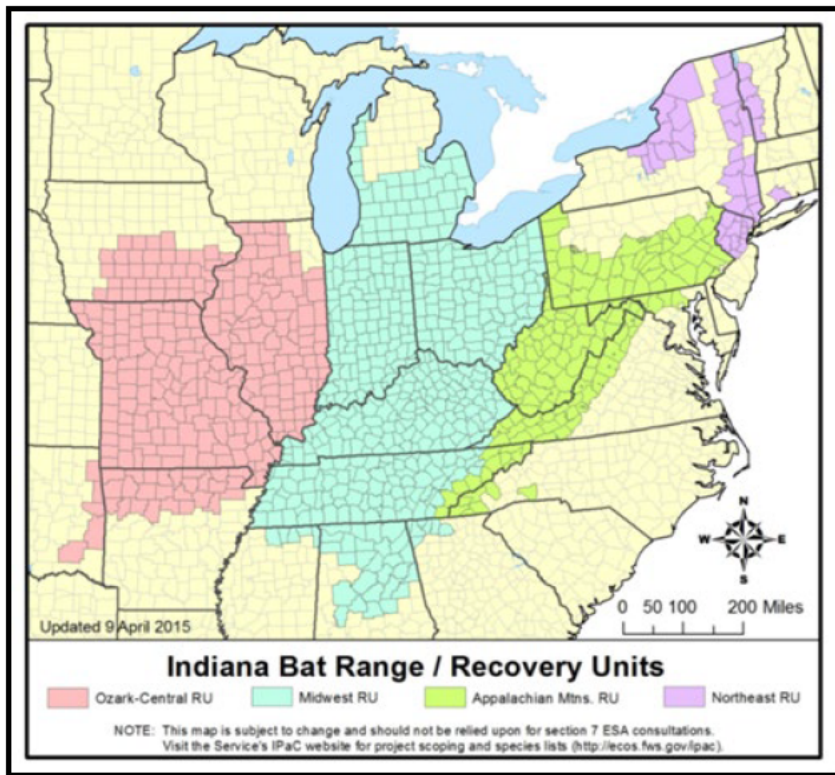 N
W E
S
0 50 100 200 Miles
Updated 9 April 2015
Indiana Bat Range / Recovery Units
Ozark-Central RU Midwest RU Appalachian Mtns. RU Northeast RU
NOTE: This map is subject to change and should not be relied upon for section 7 ESA consultations.
Visit the Service's IPaC website for project scoping and species lists (http://ecos.fws.gov/ipac).